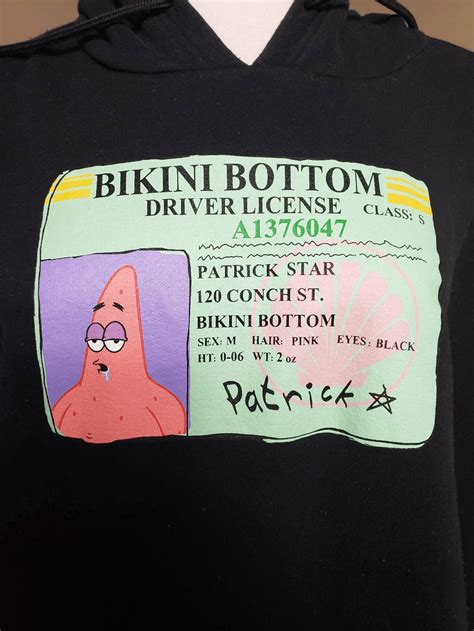 BIKINI BOTTOM
DRIVER LICENSE CLASS: S
A1376047
PATRICK STAR
120 CONCH ST.
BIKINI BOTTOM
SEX: M HAIR: PINK EYES: BLACK
HT: 0-06 WT: 2 oz
Patrick